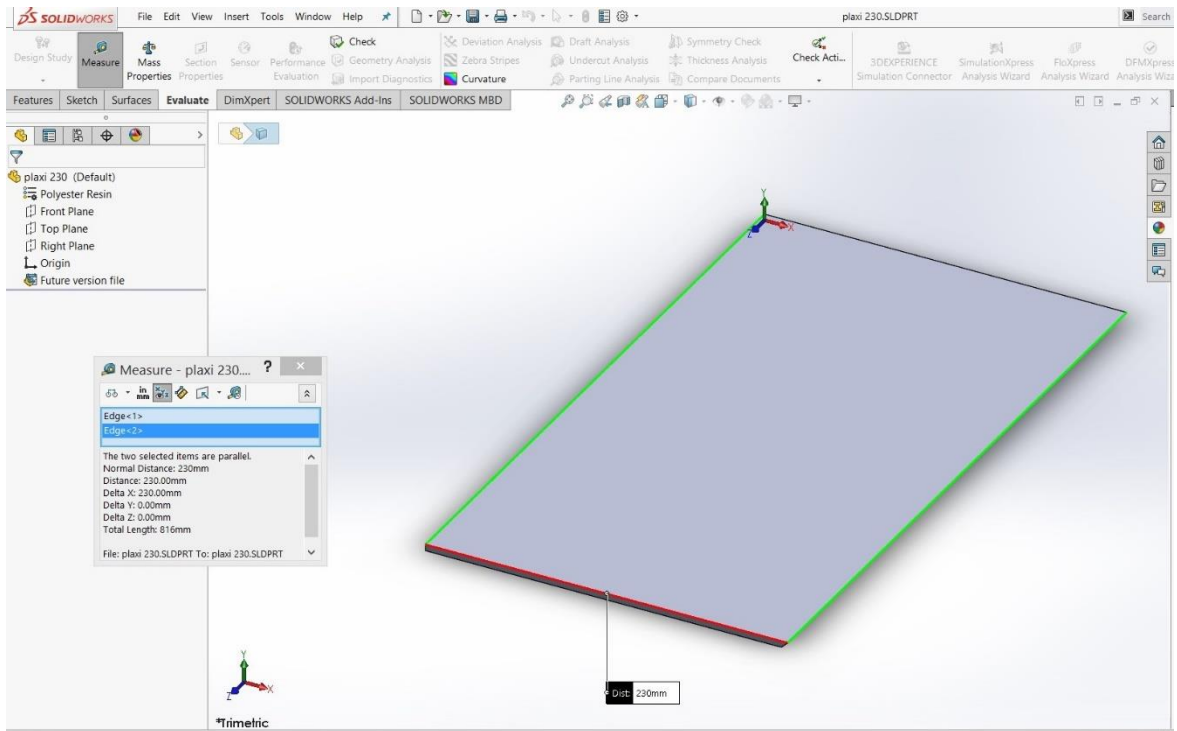 SOLIDWORKS File Edit View Insert Tools Window Help plaxi 230.SLDPRT Search
Design Study Measure Mass Properties Section Properties Sensor Performance Evaluation
Check
Geometry Analysis
Import Diagnostics
Deviation Analysis
Zebra Stripes
Curvature
Draft Analysis
Undercut Analysis
Parting Line Analysis
Symmetry Check
Thickness Analysis
Compare Documents
Check Acti...
3DEXPERIENCE
Simulation Connector
SimulationXpress
Analysis Wizard
FloXpress
Analysis Wizard
DFMXpress
Analysis Wiza
Features Sketch Surfaces Evaluate DimXpert SOLIDWORKS Add-Ins SOLIDWORKS MBD
plaxi 230 (Default)
Polyester Resin
Front Plane
Top Plane
Right Plane
Origin
Future version file
Y
X
Z
Measure - plaxi 230.... ?
in
mm
Edge<1>
Edge<2>
The two selected items are parallel.
Normal Distance: 230mm
Distance: 230.00mm
Delta X: 230.00mm
Delta Y: 0.00mm
Delta Z: 0.00mm
Total Length: 816mm
File: plaxi 230.SLDPRT To: plaxi 230.SLDPRT
Dist: 230mm
Y
X
Z
*Trimetric